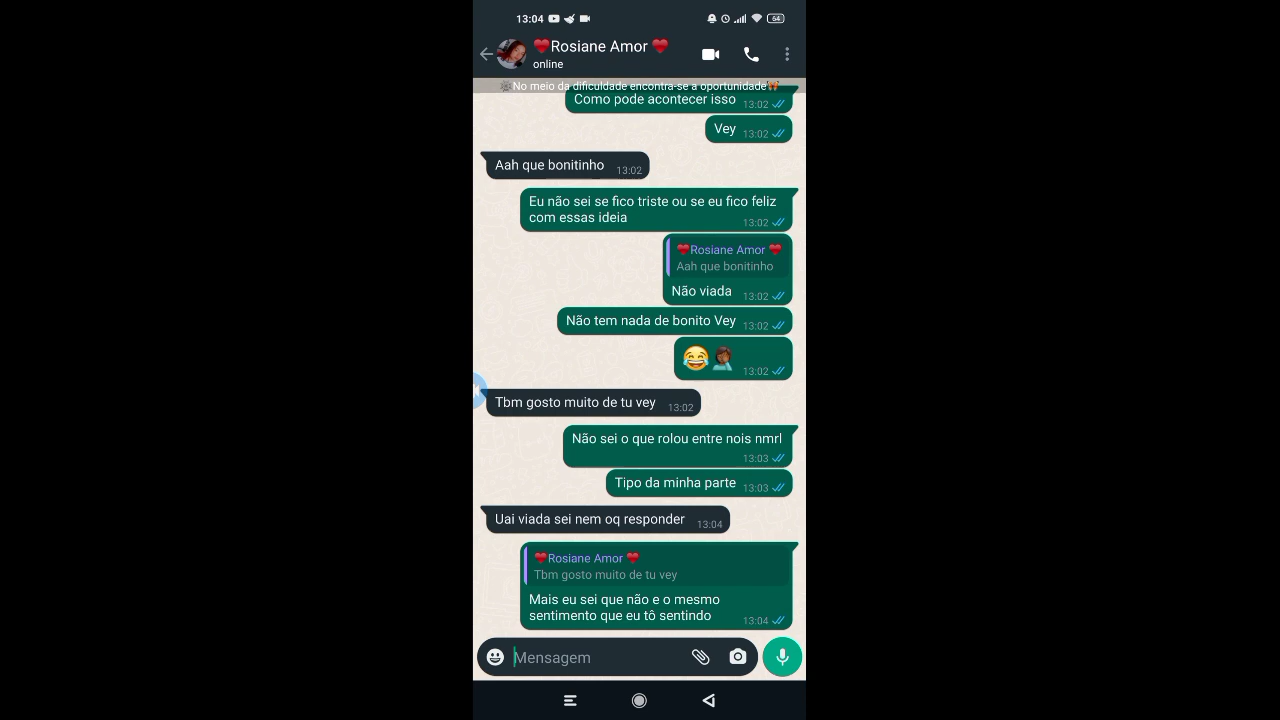 13:04
64
Rosiane Amor
online
No meio da dificuldade encontra-se a oportunidade
Como pode acontecer isso 13:02
Vey 13:02
Aah que bonitinho 13:02
Eu não sei se fico triste ou se eu fico feliz
com essas ideia 13:02
Rosiane Amor
Aah que bonitinho
Não viada 13:02
Não tem nada de bonito Vey 13:02
😂🤦🏾‍♀️ 13:02
Tbm gosto muito de tu vey 13:02
Não sei o que rolou entre nois nmrl
13:03
Tipo da minha parte 13:03
Uai viada sei nem oq responder 13:04
Rosiane Amor
Tbm gosto muito de tu vey
Mais eu sei que não e o mesmo
sentimento que eu tô sentindo 13:04
Mensagem